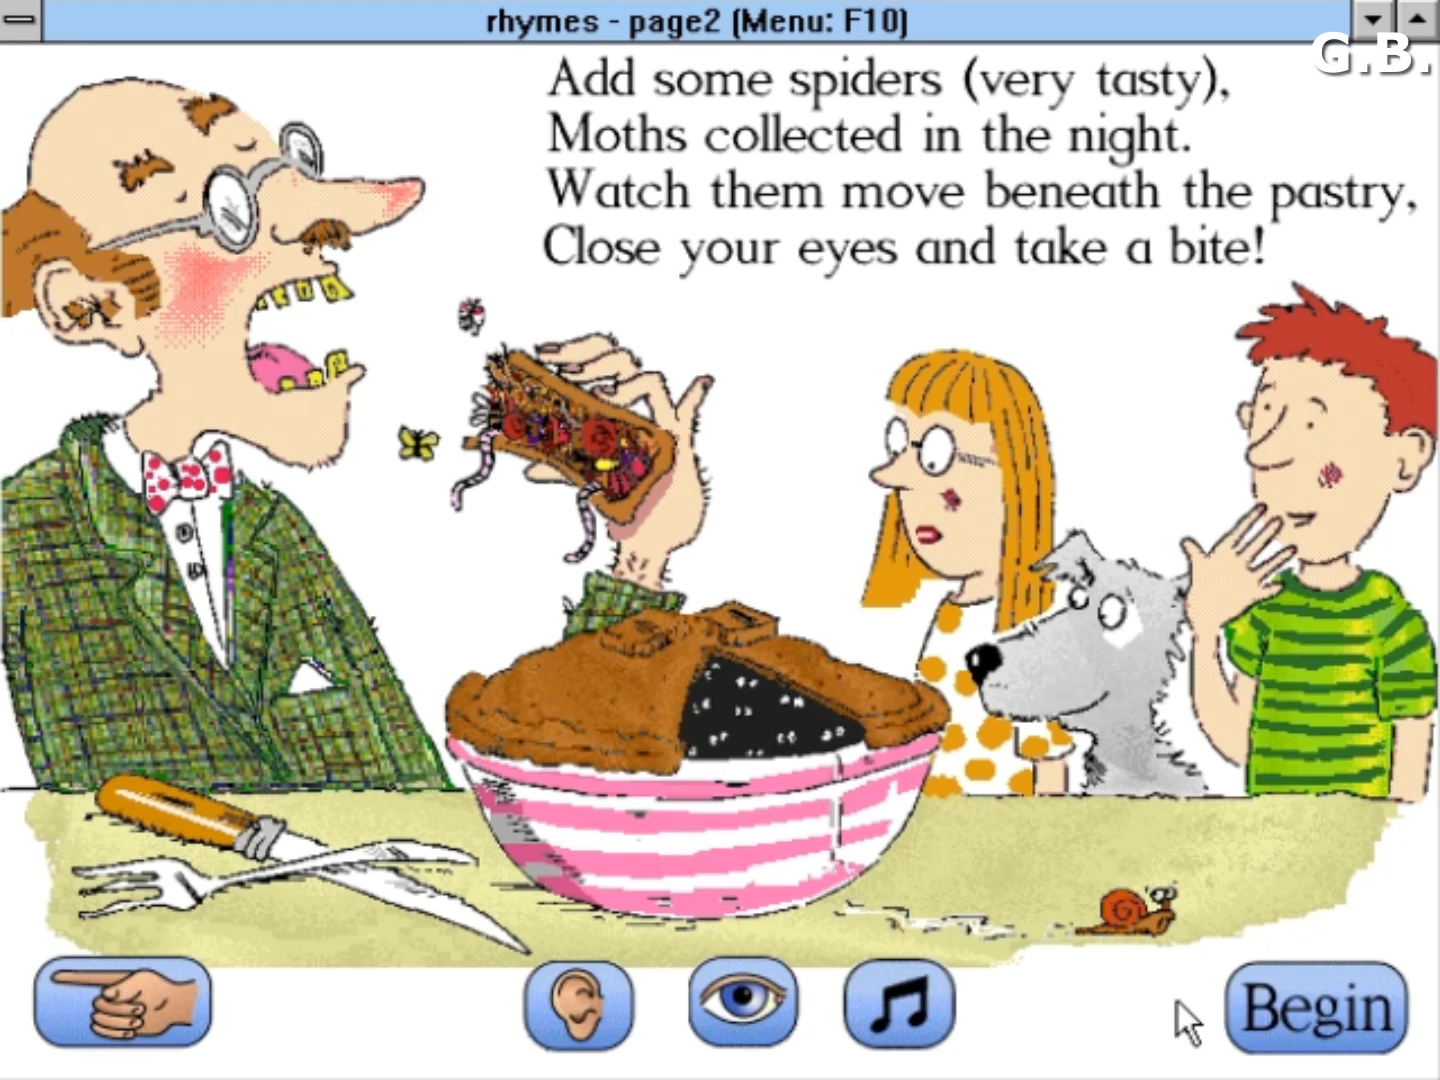 rhymes - page2 (Menu: F10)
G.B.
Add some spiders (very tasty),
Moths collected in the night.
Watch them move beneath the pastry,
Close your eyes and take a bite!
Begin